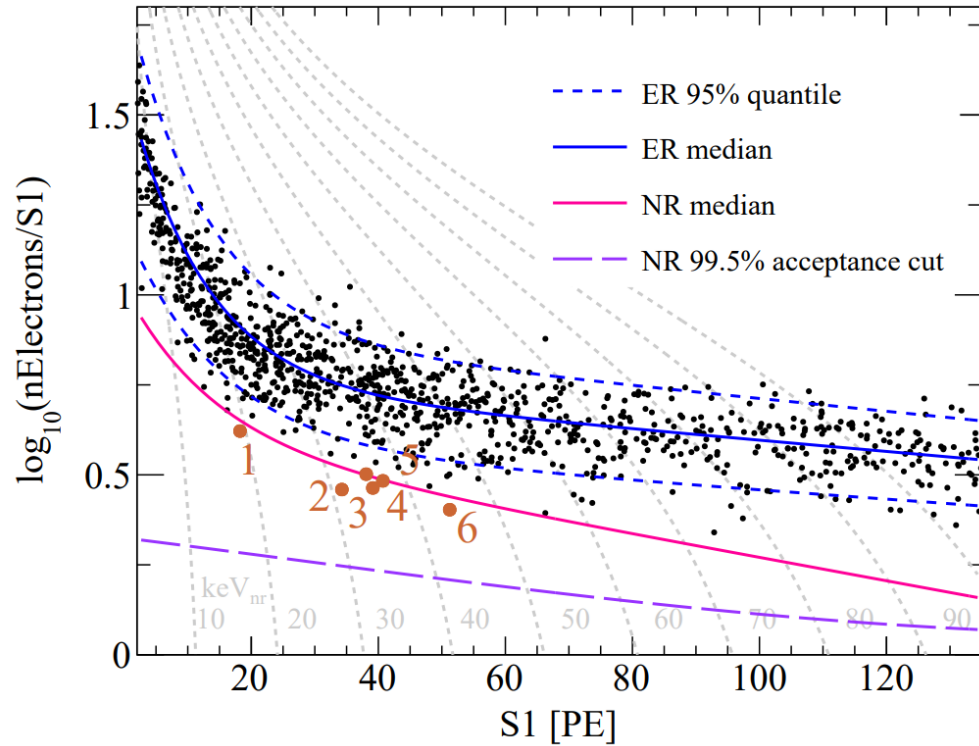 ER 95% quantile
ER median
NR median
NR 99.5% acceptance cut
log₁₀(nElectrons/S1)
1.5
1
0.5
0
1
2
3
4
5
6
keVₙᵣ
10 20 30 40 50 60 70 80 90
20 40 60 80 100 120
S1 [PE]